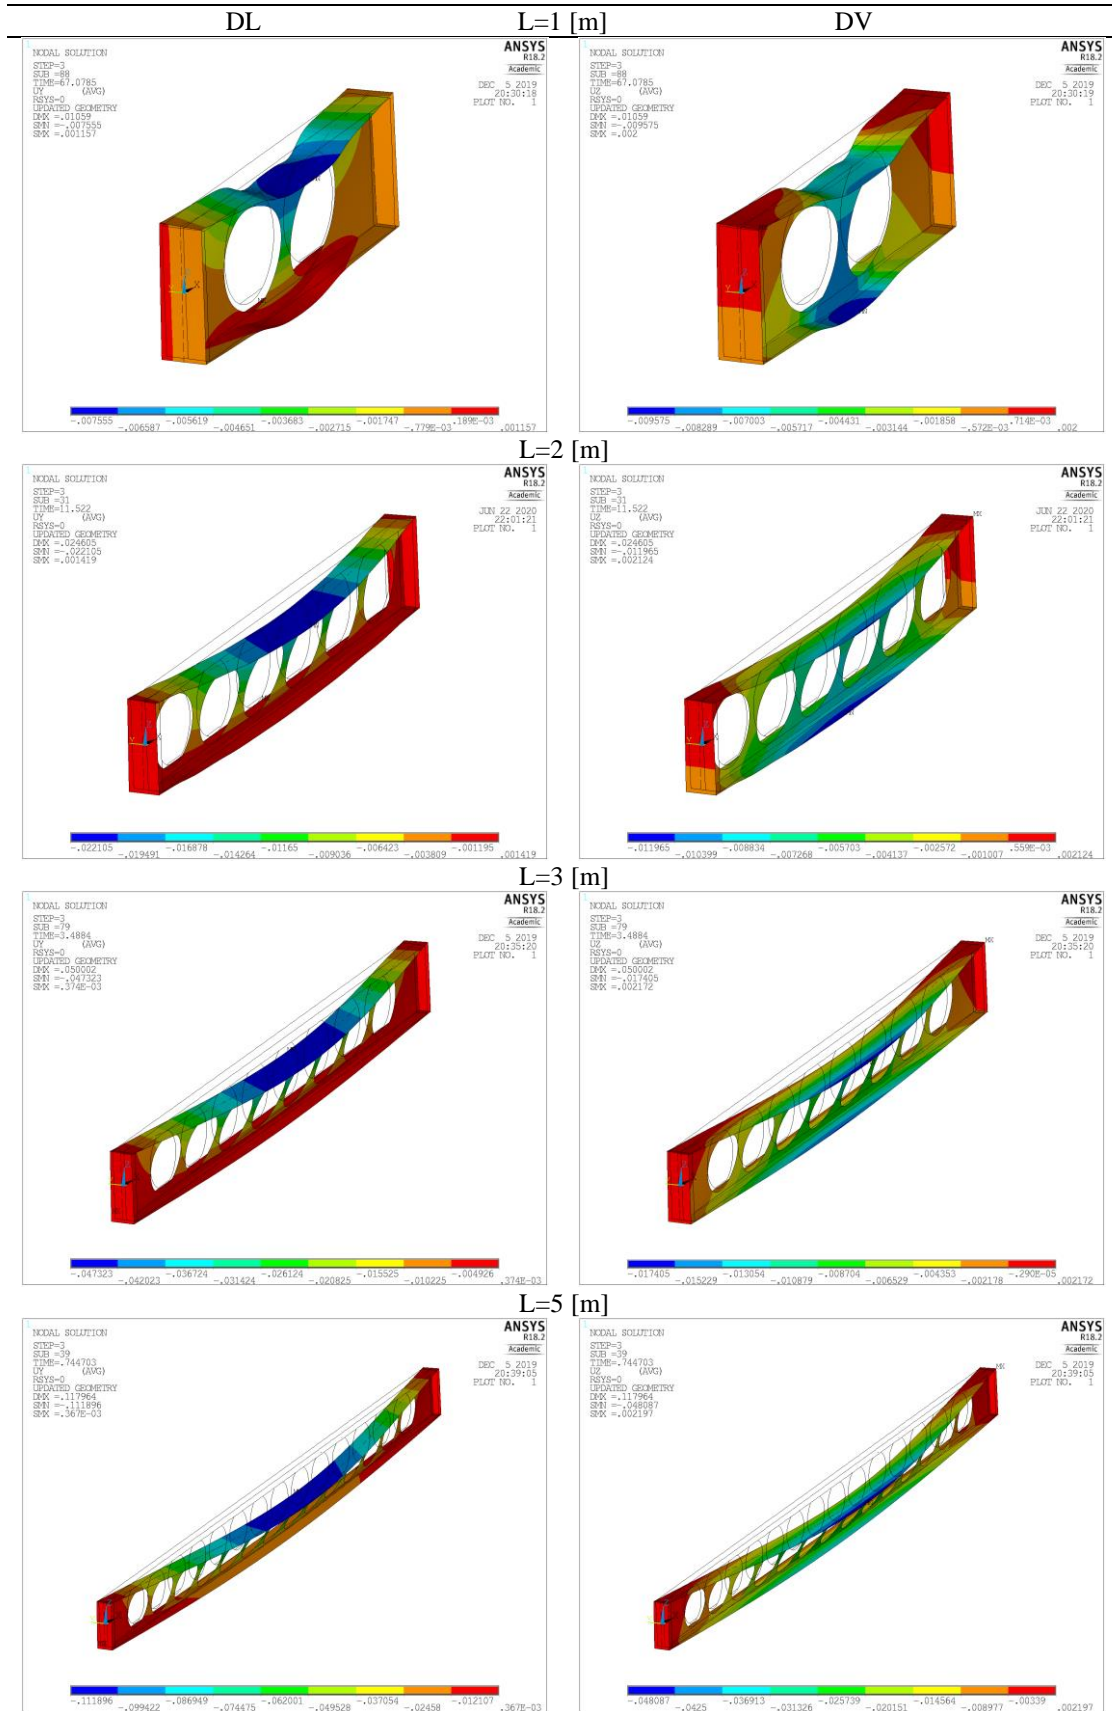 DL L=1 [m] DV
1
NODAL SOLUTION
STEP=3
SUB =88
TIME=67.0785
UY (AVG)
RSYS=0
UPDATED GEOMETRY
DMX =.01059
SMN =-.007555
SMX =.001157
ANSYS
R18.2
Academic
DEC 5 2019
20:30:18
PLOT NO. 1
Y X
-.007555 -.005619 -.003683 -.001747 .189E-03
-.006587 -.004651 -.002715 -.779E-03 .001157
1
NODAL SOLUTION
STEP=3
SUB =88
TIME=67.0785
UZ (AVG)
RSYS=0
UPDATED GEOMETRY
DMX =.01059
SMN =-.009575
SMX =.002
ANSYS
R18.2
Academic
DEC 5 2019
20:30:19
PLOT NO. 1
-.009575 -.007003 -.004431 -.001858 .714E-03
-.008289 -.005717 -.003144 -.572E-03 .002
L=2 [m]
1
NODAL SOLUTION
STEP=3
SUB =31
TIME=11.522
UY (AVG)
RSYS=0
UPDATED GEOMETRY
DMX =.024605
SMN =-.022105
SMX =.001419
ANSYS
R18.2
Academic
JUN 22 2020
22:01:21
PLOT NO. 1
-.022105 -.016878 -.01165 -.006423 -.001195
-.019491 -.014264 -.009036 -.003809 .001419
1
NODAL SOLUTION
STEP=3
SUB =31
TIME=11.522
UZ (AVG)
RSYS=0
UPDATED GEOMETRY
DMX =.024605
SMN =-.011965
SMX =.002124
ANSYS
R18.2
Academic
JUN 22 2020
22:01:21
PLOT NO. 1
MX
-.011965 -.008834 -.005703 -.002572 .559E-03
-.010399 -.007268 -.004137 -.001007 .002124
L=3 [m]
1
NODAL SOLUTION
STEP=3
SUB =79
TIME=3.4884
UY (AVG)
RSYS=0
UPDATED GEOMETRY
DMX =.050002
SMN =-.047323
SMX =.374E-03
ANSYS
R18.2
Academic
DEC 5 2019
20:35:20
PLOT NO. 1
-.047323 -.036724 -.026124 -.015525 -.004926
-.042023 -.031424 -.020825 -.010225 .374E-03
1
NODAL SOLUTION
STEP=3
SUB =79
TIME=3.4884
UZ (AVG)
RSYS=0
UPDATED GEOMETRY
DMX =.050002
SMN =-.017405
SMX =.002172
ANSYS
R18.2
Academic
DEC 5 2019
20:35:20
PLOT NO. 1
MX
-.017405 -.013054 -.008704 -.004353 -.290E-05
-.015229 -.010879 -.006529 -.002178 .002172
L=5 [m]
1
NODAL SOLUTION
STEP=3
SUB =39
TIME=.744703
UY (AVG)
RSYS=0
UPDATED GEOMETRY
DMX =.117964
SMN =-.111896
SMX =.367E-03
ANSYS
R18.2
Academic
DEC 5 2019
20:39:05
PLOT NO. 1
-.111896 -.086949 -.062001 -.037054 -.012107
-.099422 -.074475 -.049528 -.02458 .367E-03
1
NODAL SOLUTION
STEP=3
SUB =39
TIME=.744703
UZ (AVG)
RSYS=0
UPDATED GEOMETRY
DMX =.117964
SMN =-.048087
SMX =.002197
ANSYS
R18.2
Academic
DEC 5 2019
20:39:05
PLOT NO. 1
MX
-.048087 -.036913 -.025739 -.014564 -.00339
-.0425 -.031326 -.020151 -.008977 .002197